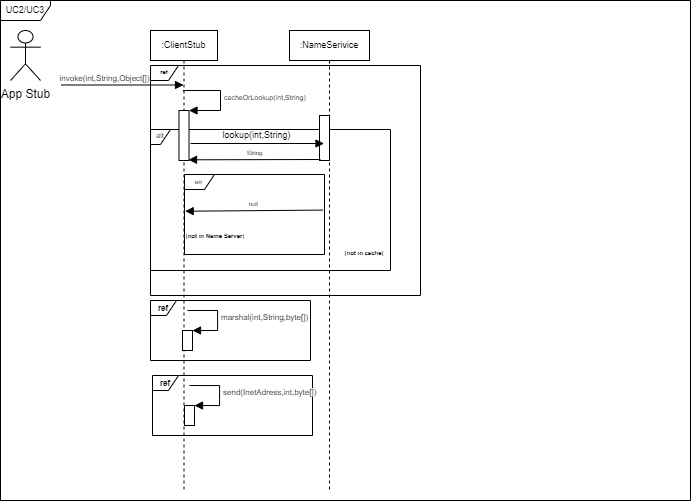 UC2/UC3
:ClientStub
:NameSerivice
App Stub
invoke(int,String,Object[])
ref
cacheOrLookup(int,String)
alt
lookup(int,String)
String
err
null
[not in Name Server]
[not in cache]
ref
marshal(int,String,byte[])
ref
send(InetAdress,int,byte[])